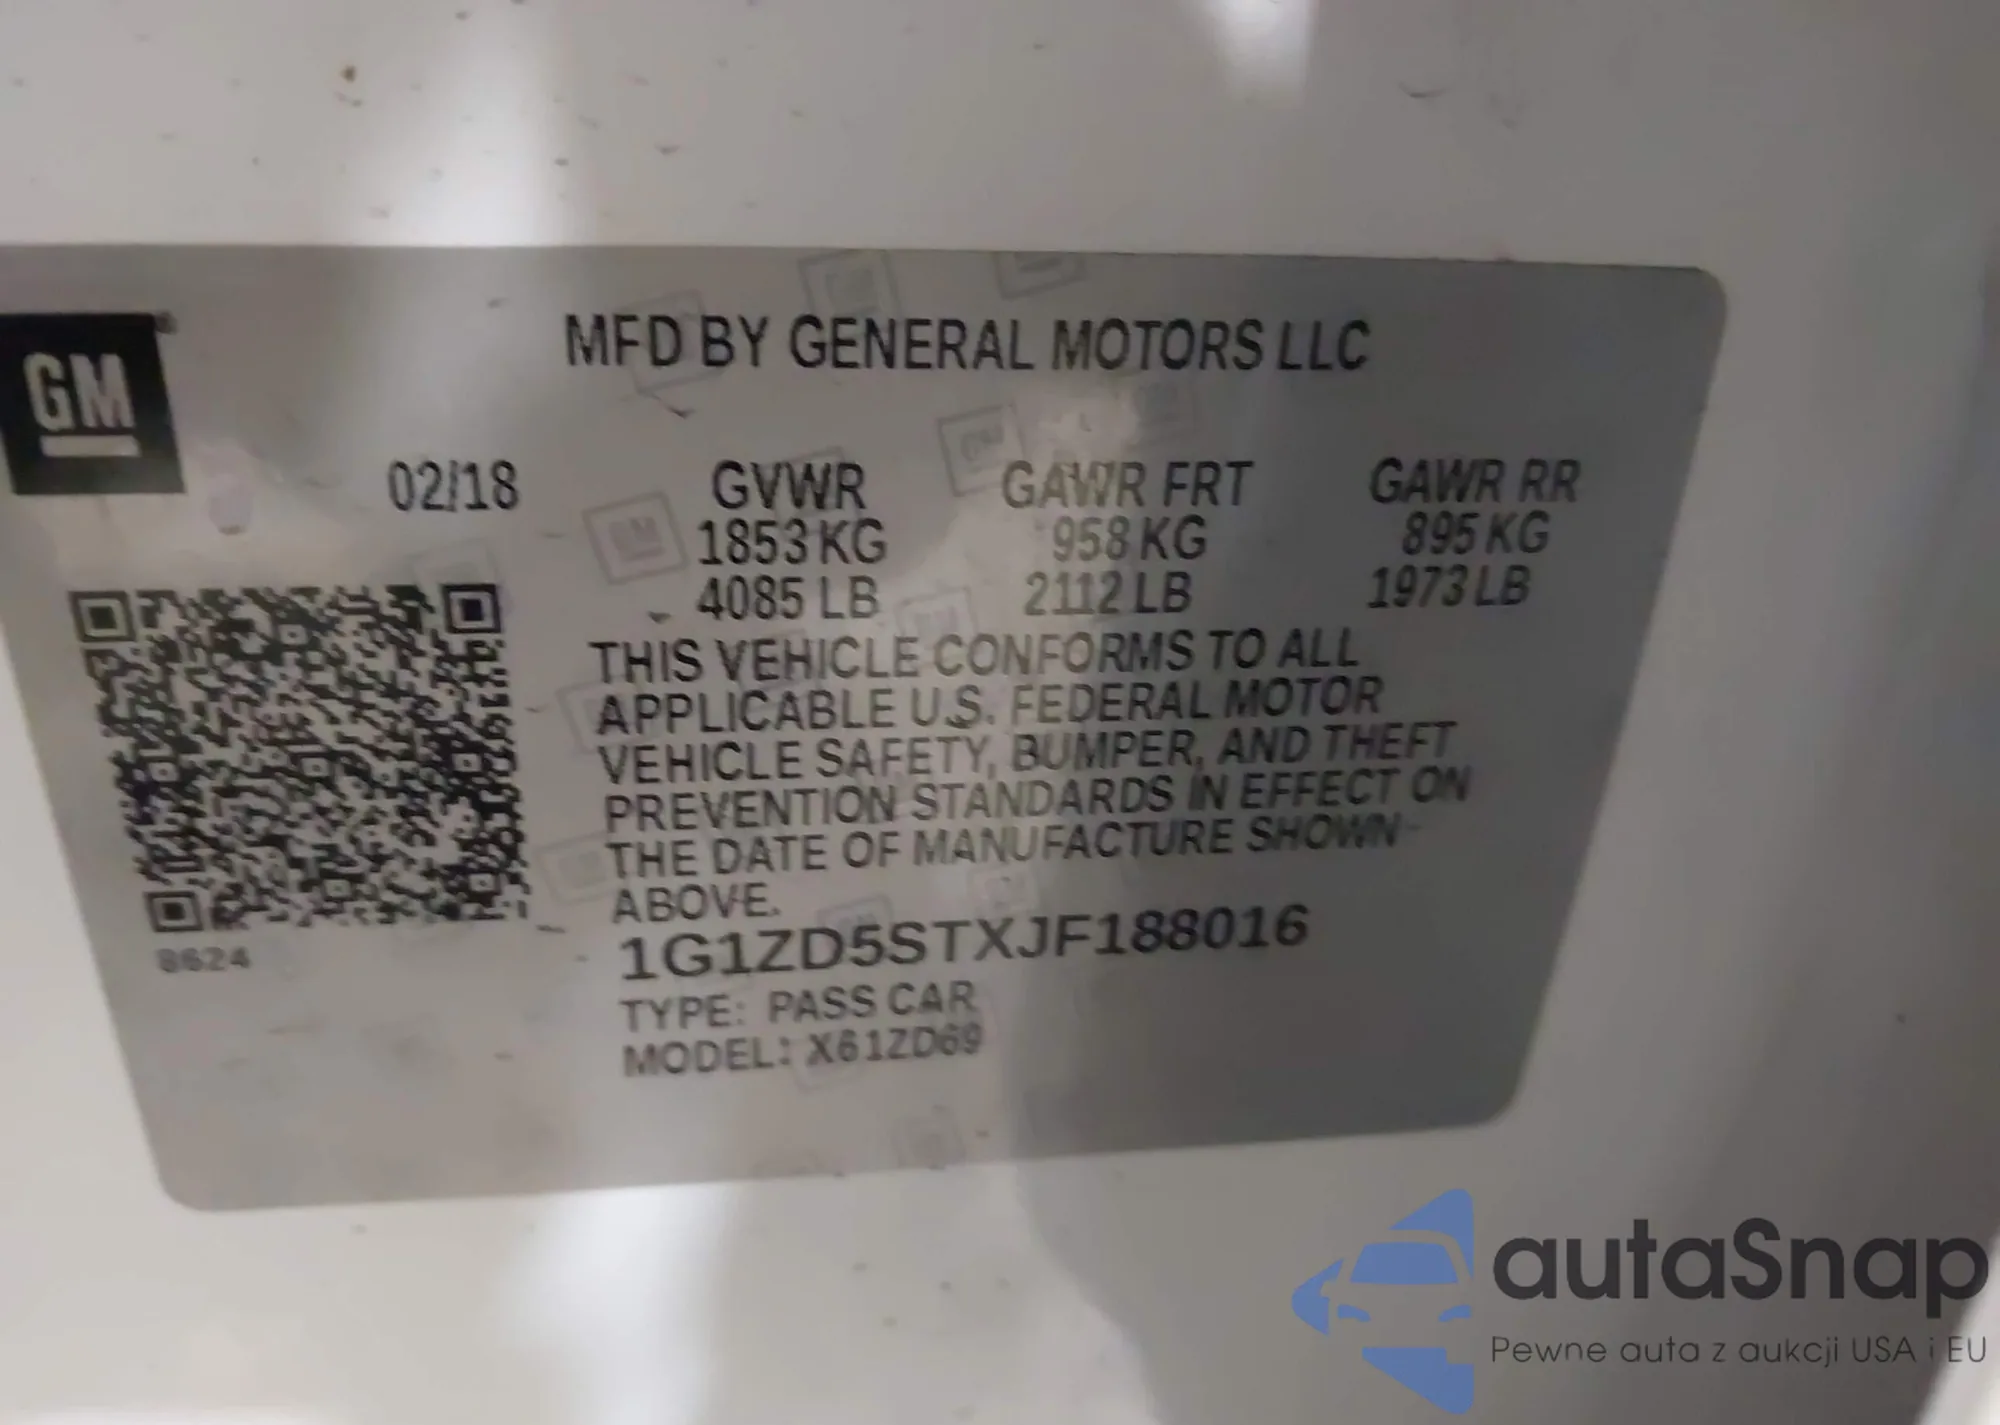 GM
MFD BY GENERAL MOTORS LLC
02/18 GVWR GAWR FRT GAWR RR
1853 KG 958 KG 895 KG
4085 LB 2112 LB 1973 LB
THIS VEHICLE CONFORMS TO ALL
APPLICABLE U.S. FEDERAL MOTOR
VEHICLE SAFETY, BUMPER, AND THEFT
PREVENTION STANDARDS IN EFFECT ON
THE DATE OF MANUFACTURE SHOWN
ABOVE.
1G1ZD5STXJF188016
8624
TYPE: PASS CAR
MODEL: X61ZD69
autaSnap
Pewne auta z aukcji USA i EU